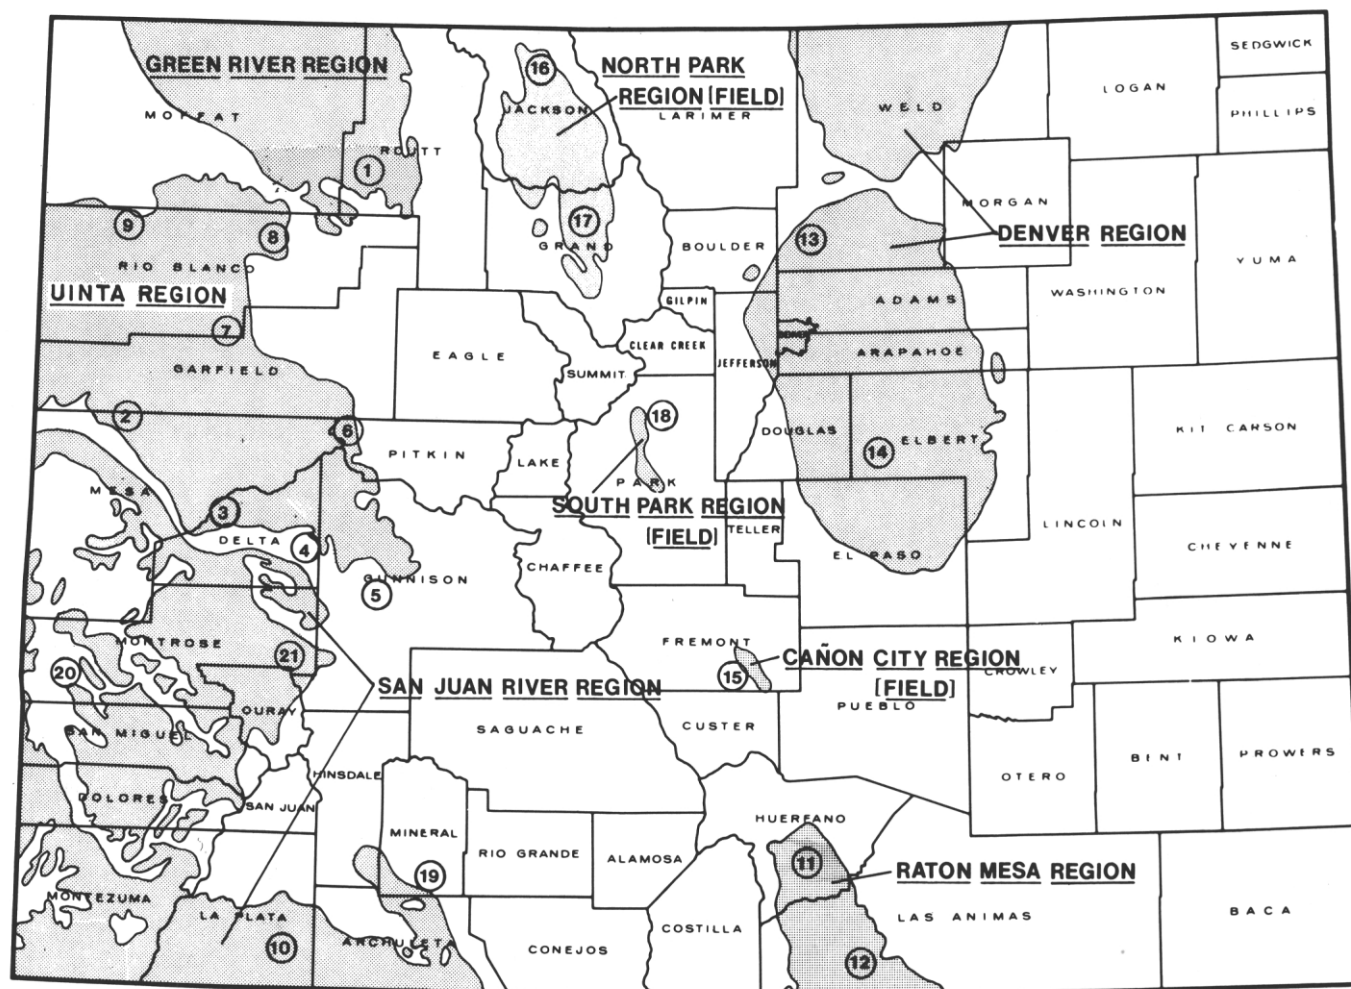 SEDGWICK
GREEN RIVER REGION
16
NORTH PARK
REGION [FIELD]
LOGAN
MOFFAT
JACKSON
LARIMER
WELD
PHILLIPS
ROUTT
1
MORGAN
9
8
17
13
DENVER REGION
GRAND
BOULDER
RIO BLANCO
YUMA
UINTA REGION
GILPIN
ADAMS
WASHINGTON
7
CLEAR CREEK
EAGLE
ARAPAHOE
GARFIELD
SUMMIT
JEFFERSON
2
18
6
DOUGLAS
14
ELBERT
KIT CARSON
PITKIN
LAKE
MESA
PARK
3
SOUTH PARK REGION
[FIELD]
TELLER
LINCOLN
DELTA
4
EL PASO
CHEYENNE
GUNNISON
CHAFFEE
5
MONTROSE
FREMONT
KIOWA
21
CAÑON CITY REGION
[FIELD]
20
15
CROWLEY
SAN JUAN RIVER REGION
OURAY
PUEBLO
SAN MIGUEL
SAGUACHE
CUSTER
BENT
PROWERS
OTERO
HINSDALE
DOLORES
SAN JUAN
HUERFANO
MINERAL
RIO GRANDE
ALAMOSA
11
RATON MESA REGION
19
MONTEZUMA
LA PLATA
LAS ANIMAS
BACA
COSTILLA
10
ARCHULETA
CONEJOS
12